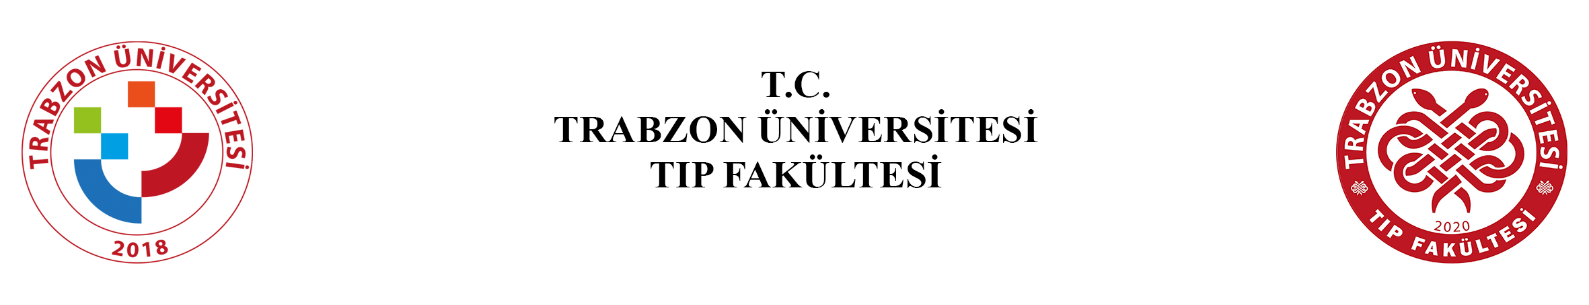 TRABZON ÜNİVERSİTESİ
2018
T.C.
TRABZON ÜNİVERSİTESİ
TIP FAKÜLTESİ
TRABZON ÜNİVERSİTESİ
2020
TIP FAKÜLTESİ